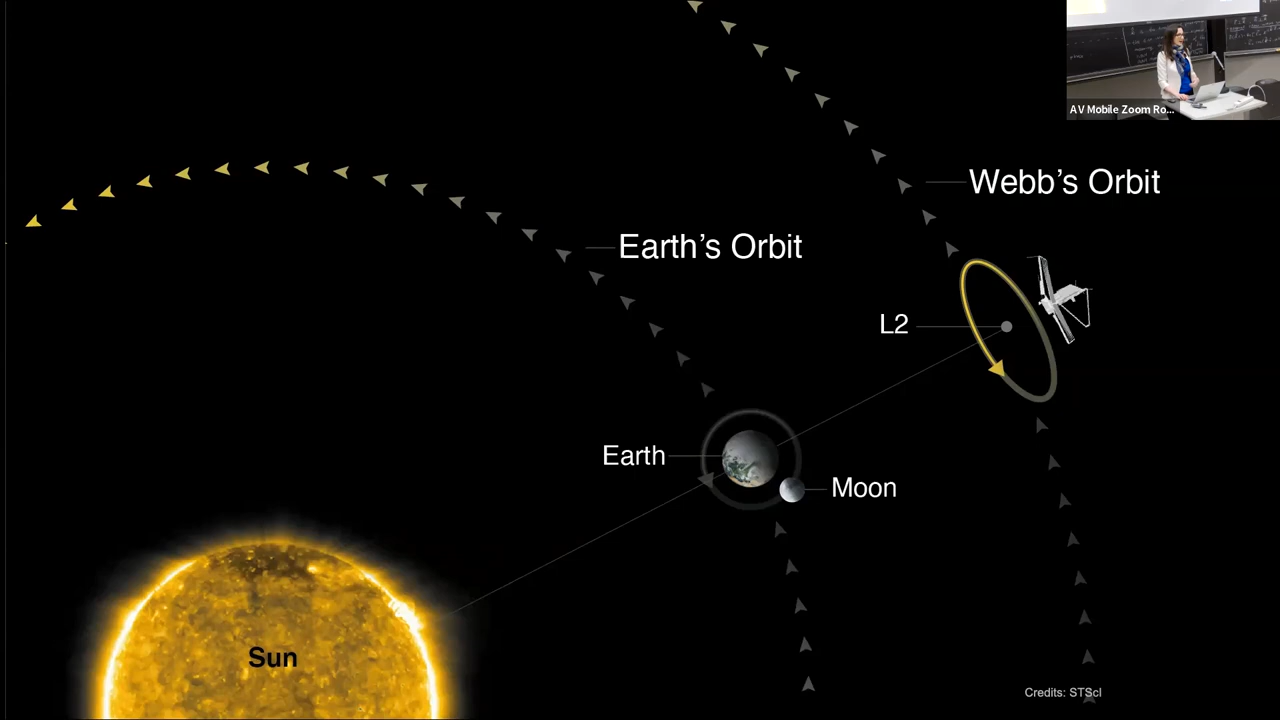 AV Mobile Zoom Ro...
Webb's Orbit
Earth's Orbit
L2
Earth
Moon
Sun
Credits: STScI